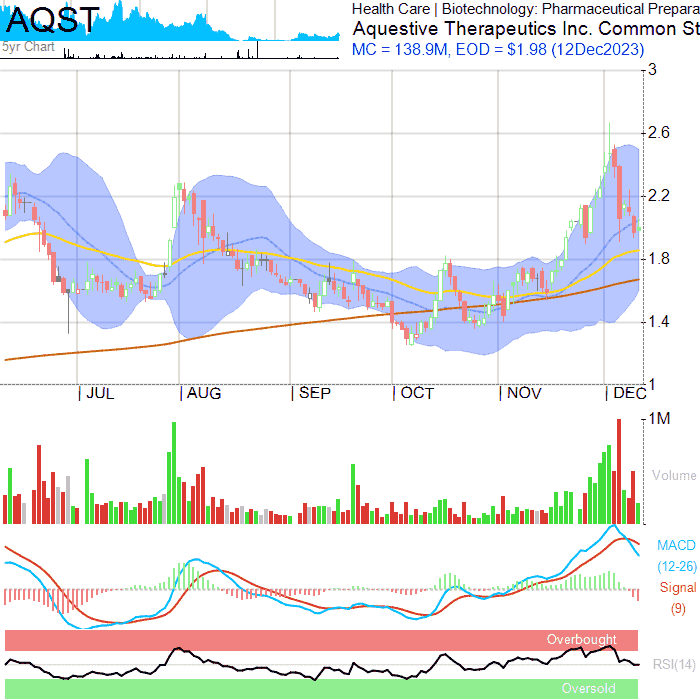 AQST
5yr Chart
Health Care | Biotechnology: Pharmaceutical Prepara
Aquestive Therapeutics Inc. Common St
MC = 138.9M, EOD = $1.98 (12Dec2023)
3
2.6
2.2
1.8
1.4
1
| JUL | AUG | SEP | OCT | NOV | DEC
1M
Volume
MACD
(12-26)
Signal
(9)
Overbought
RSI(14)
Oversold